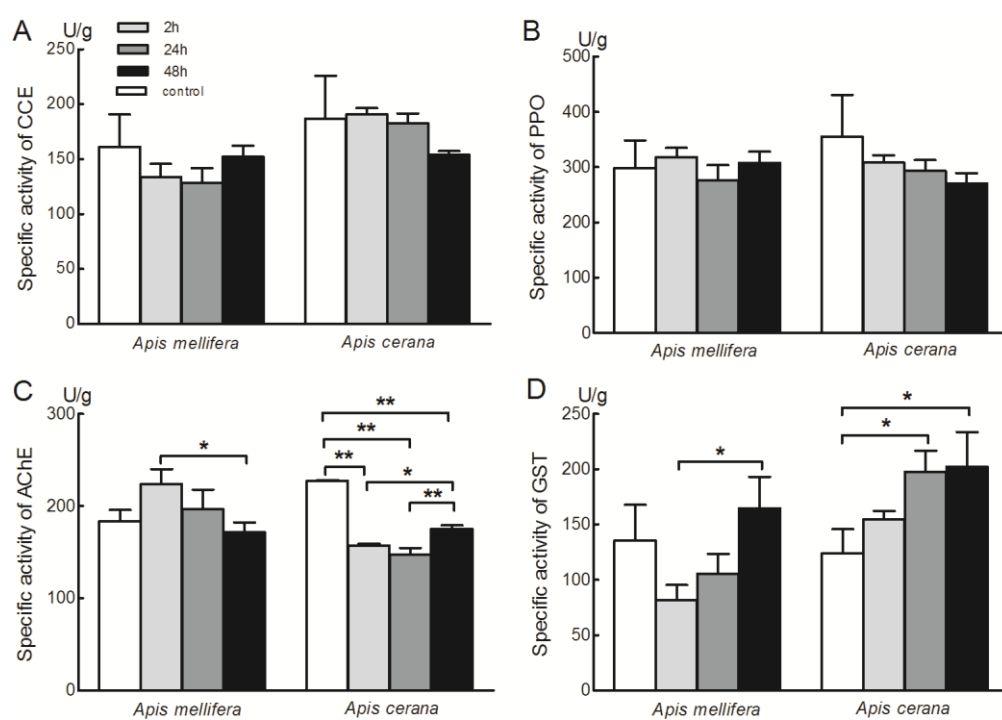 A
U/g
2h
24h
48h
control
250
200
150
100
50
0
Specific activity of CCE
Apis mellifera
Apis cerana
B
U/g
500
400
300
200
100
0
Specific activity of PPO
Apis mellifera
Apis cerana
C
U/g
300
200
100
0
Specific activity of AChE
*
**
**
**
*
**
Apis mellifera
Apis cerana
D
U/g
250
200
150
100
50
0
Specific activity of GST
*
*
*
Apis mellifera
Apis cerana